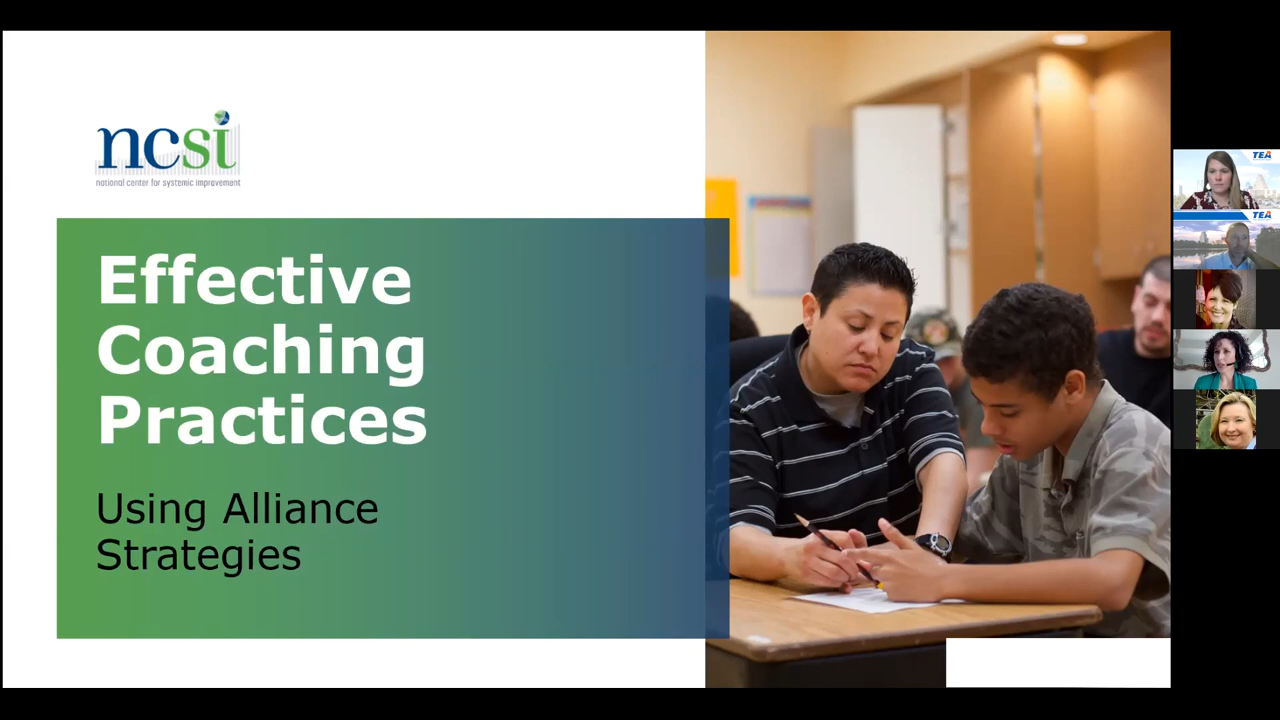 ncsi
national center for systemic improvement
Effective
Coaching
Practices
Using Alliance
Strategies
TEA
TEA